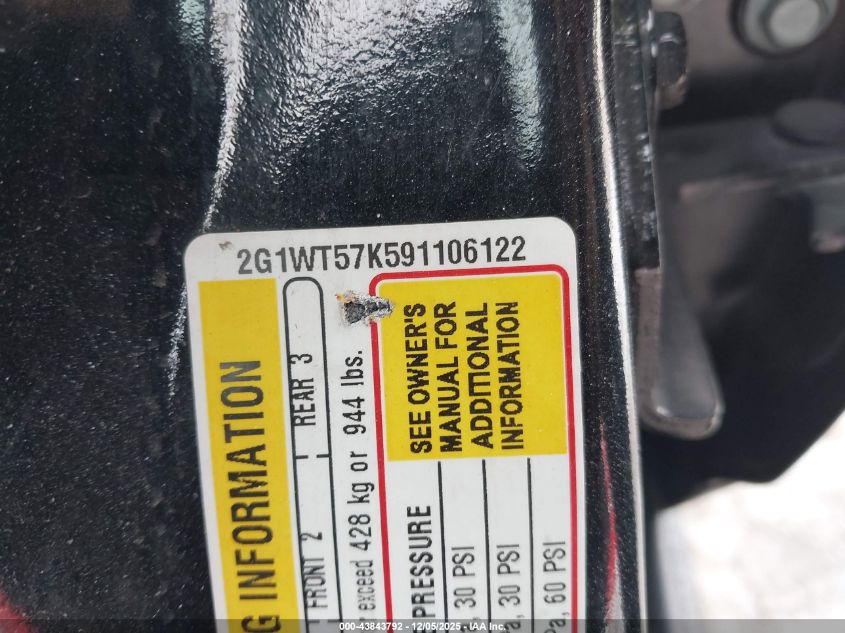 2G1WT57K591106122
G INFORMATION
FRONT 2 REAR 3
exceed 428 kg or 944 lbs.
SEE OWNER'S
MANUAL FOR
ADDITIONAL
INFORMATION
PRESSURE
30 PSI
a, 30 PSI
Pa, 60 PSI
000-43843792 - 12/05/2025 - IAA Inc.